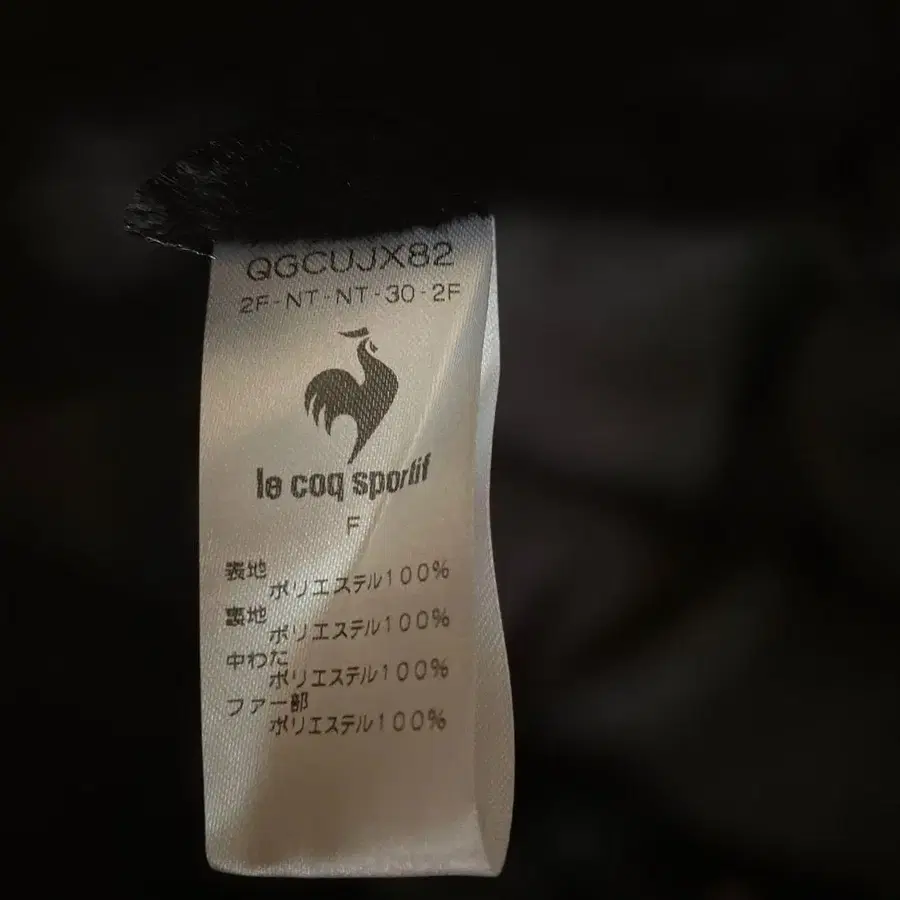 QGCUJX82
2F-NT-NT-30-2F
le coq sportif
F
表地
ポリエステル100%
裏地
ポリエステル100%
中わた
ポリエステル100%
ファー部
ポリエステル100%